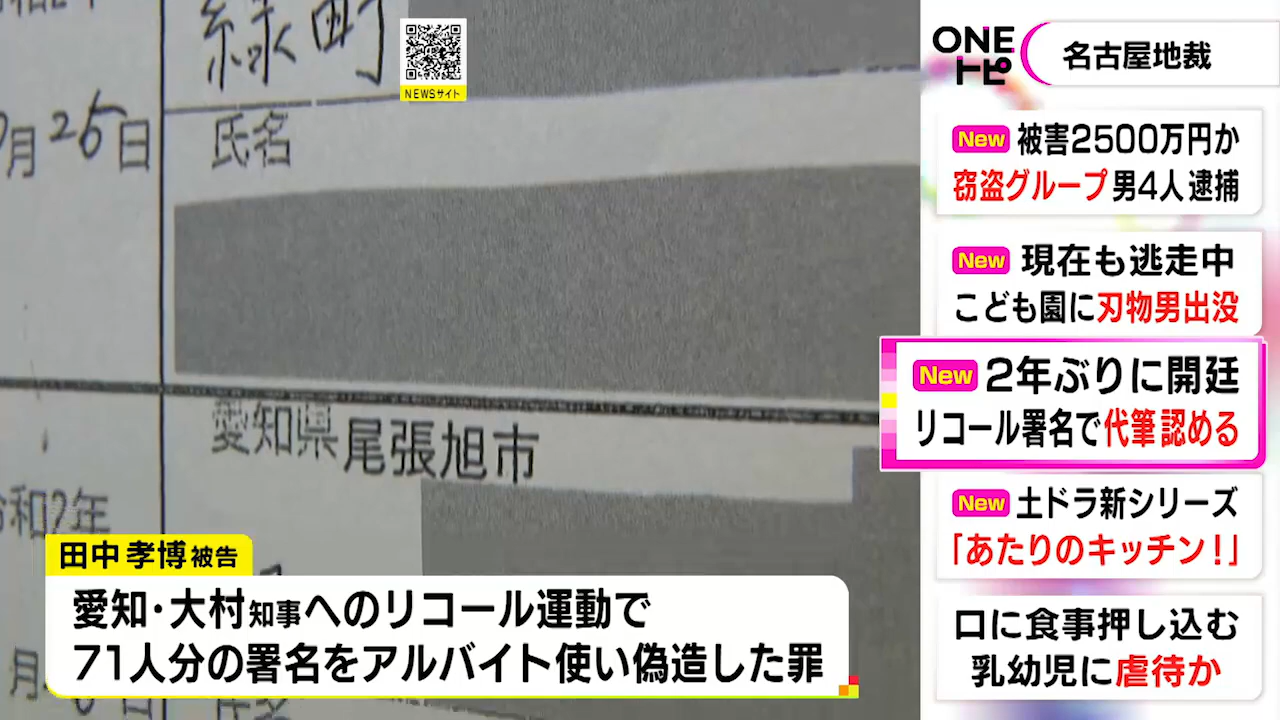 緑町
月25日
氏名
愛知県尾張旭市
令和2年
月
NEWSサイト
田中孝博被告
愛知・大村知事へのリコール運動で
71人分の署名をアルバイト使い偽造した罪
ONE
トピ
名古屋地裁
New 被害2500万円か
窃盗グループ 男4人逮捕
New 現在も逃走中
こども園に刃物男出没
New 2年ぶりに開廷
リコール署名で代筆認める
New 土ドラ新シリーズ
「あたりのキッチン!」
口に食事押し込む
乳幼児に虐待か